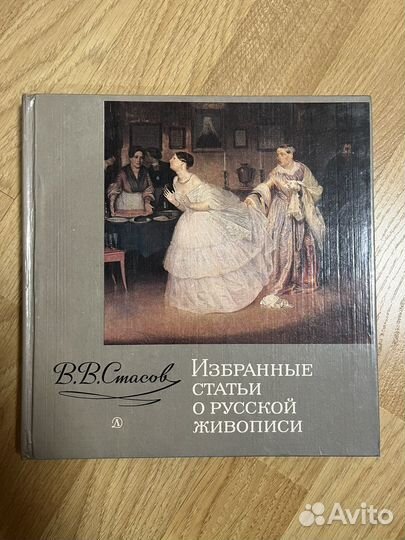 В.В.Стасов
ИЗБРАННЫЕ
СТАТЬИ
О РУССКОЙ
ЖИВОПИСИ
Avito